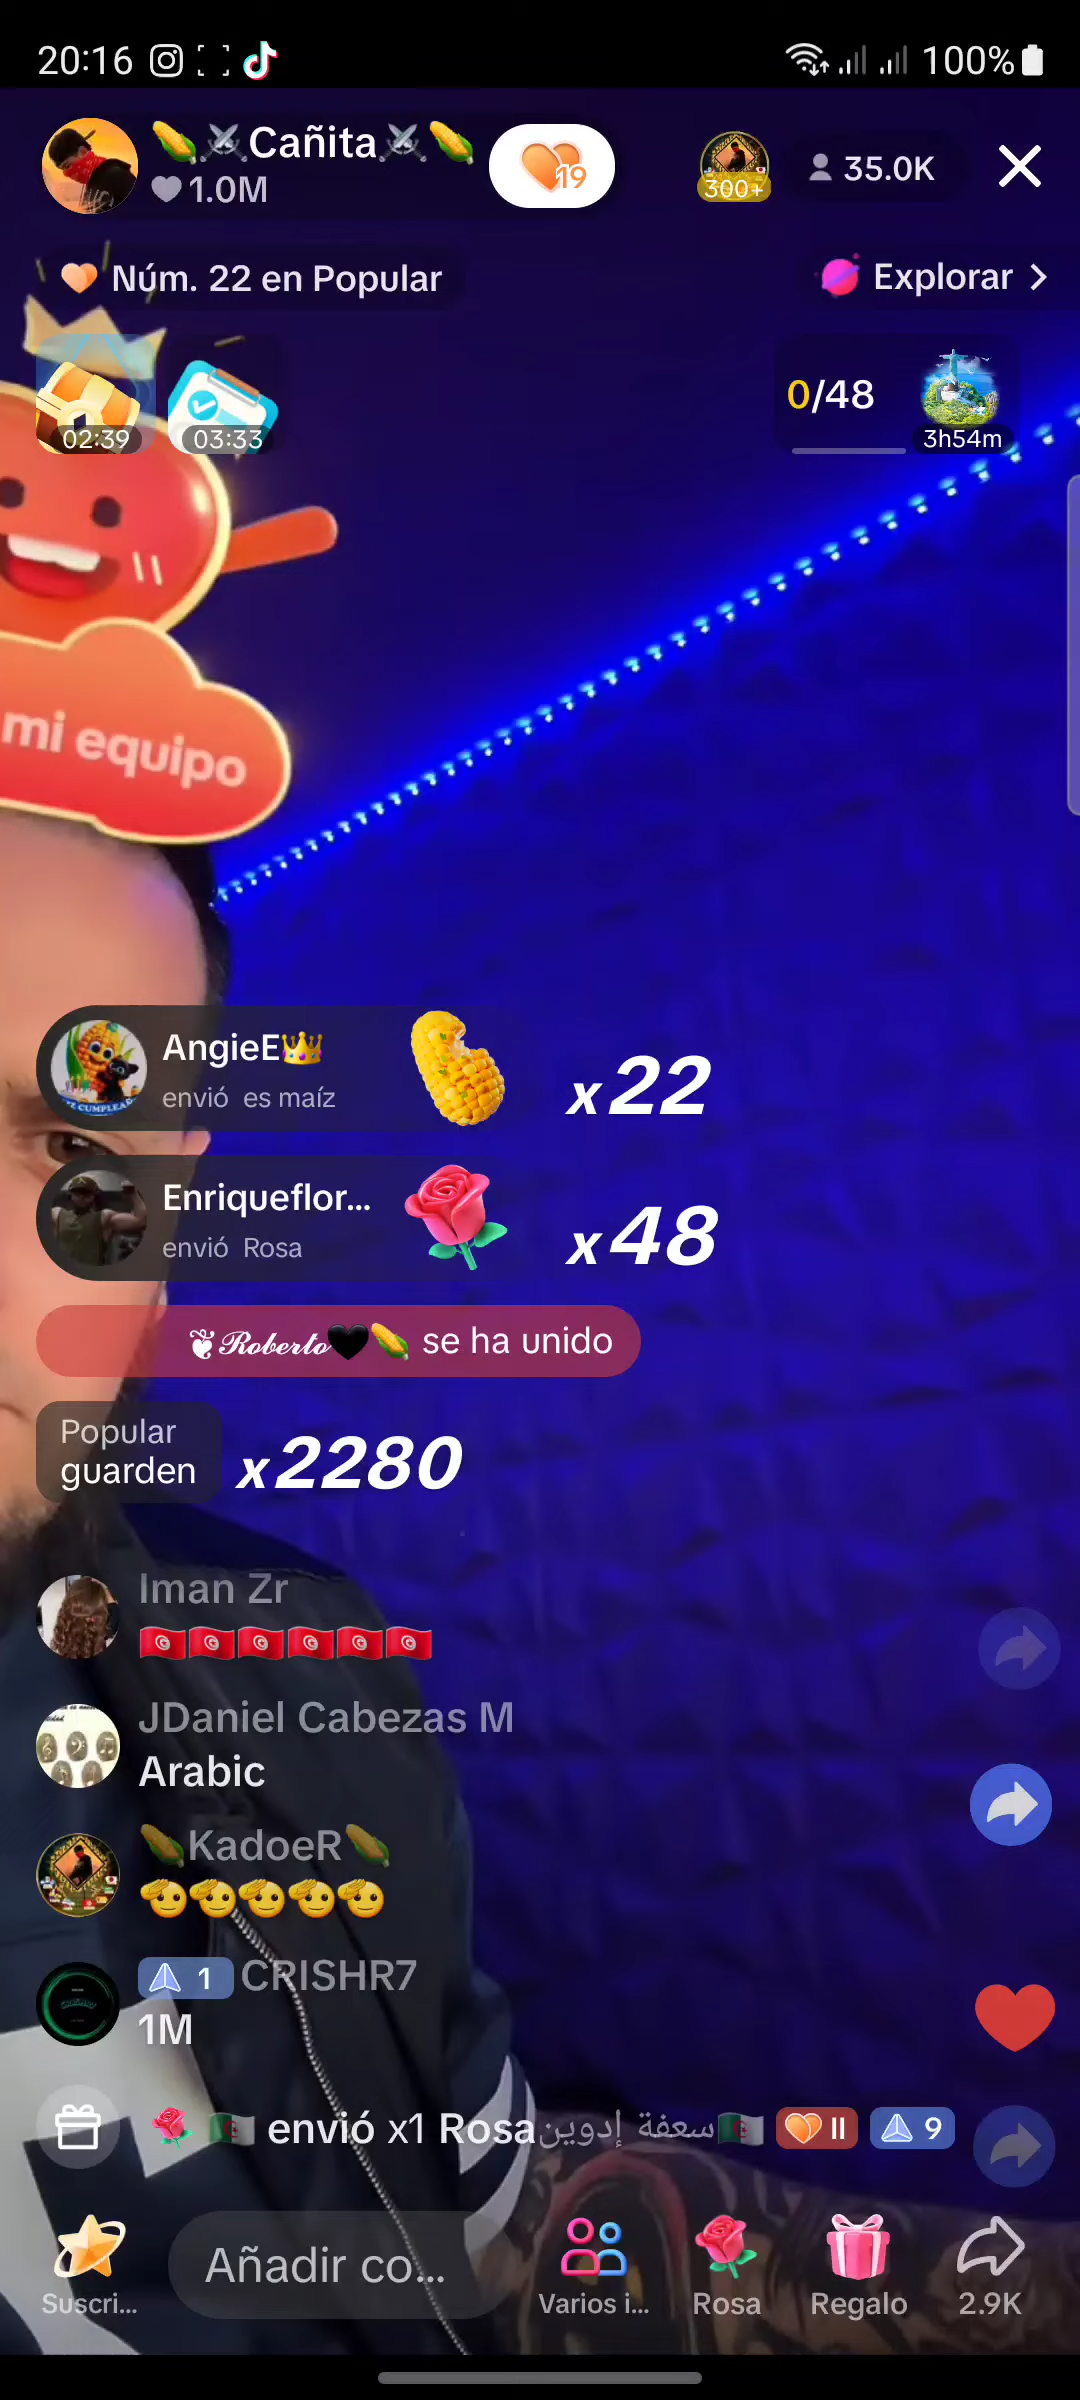 20:16
100%
🌽⚔️Cañita⚔️🌽
1.0M
19
300+
35.0K
Núm. 22 en Popular
Explorar
02:39
03:33
0/48
3h54m
mi equipo
AngieE👑
envió es maíz
x22
Enriqueflor...
envió Rosa
x48
❦𝓡𝓸𝓫𝓮𝓻𝓽𝓸🖤🌽 se ha unido
Popular
guarden
x2280
Iman Zr
🇹🇳🇹🇳🇹🇳🇹🇳🇹🇳🇹🇳
JDaniel Cabezas M
Arabic
🌽KadoeR🌽
🫡🫡🫡🫡🫡
1 CRISHR7
1M
🌹 🇩🇿 envió x1 Rosa سعفة إدوين🇩🇿 II 9
Suscri...
Añadir co...
Varios i...
Rosa
Regalo
2.9K